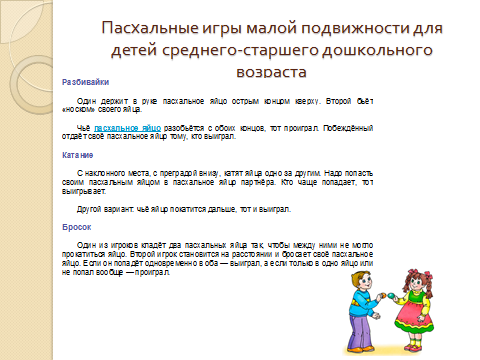 Пасхальные игры малой подвижности для
детей среднего-старшего дошкольного
возраста
Разбивайки
Один держит в руке пасхальное яйцо острым концом кверху. Второй бьёт
«носком» своего яйца.
Чьё пасхальное яйцо разобьётся с обоих концов, тот проиграл. Побеждённый
отдаёт своё пасхальное яйцо тому, кто выиграл.
Катание
С наклонного места, с преградой внизу, катят яйца одно за другим. Надо попасть
своим пасхальным яйцом в пасхальное яйцо партнёра. Кто чаще попадает, тот
выигрывает.
Другой вариант: чьё яйцо покатится дальше, тот и выиграл.
Бросок
Один из игроков кладёт два пасхальных яйца так, чтобы между ними не могло
прокатиться яйцо. Второй игрок становится на расстоянии и бросает своё пасхальное
яйцо. Если он попадёт одновременно в оба — выиграл, а если только в одно яйцо или
не попал вообще — проиграл.